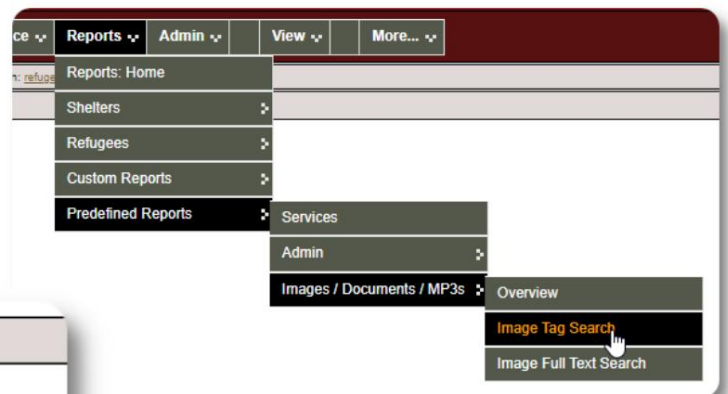 ce Reports Admin View More...
n: refuge
Reports: Home
Shelters
Refugees
Custom Reports
Predefined Reports
Services
Admin
Images / Documents / MP3s
Overview
Image Tag Search
Image Full Text Search